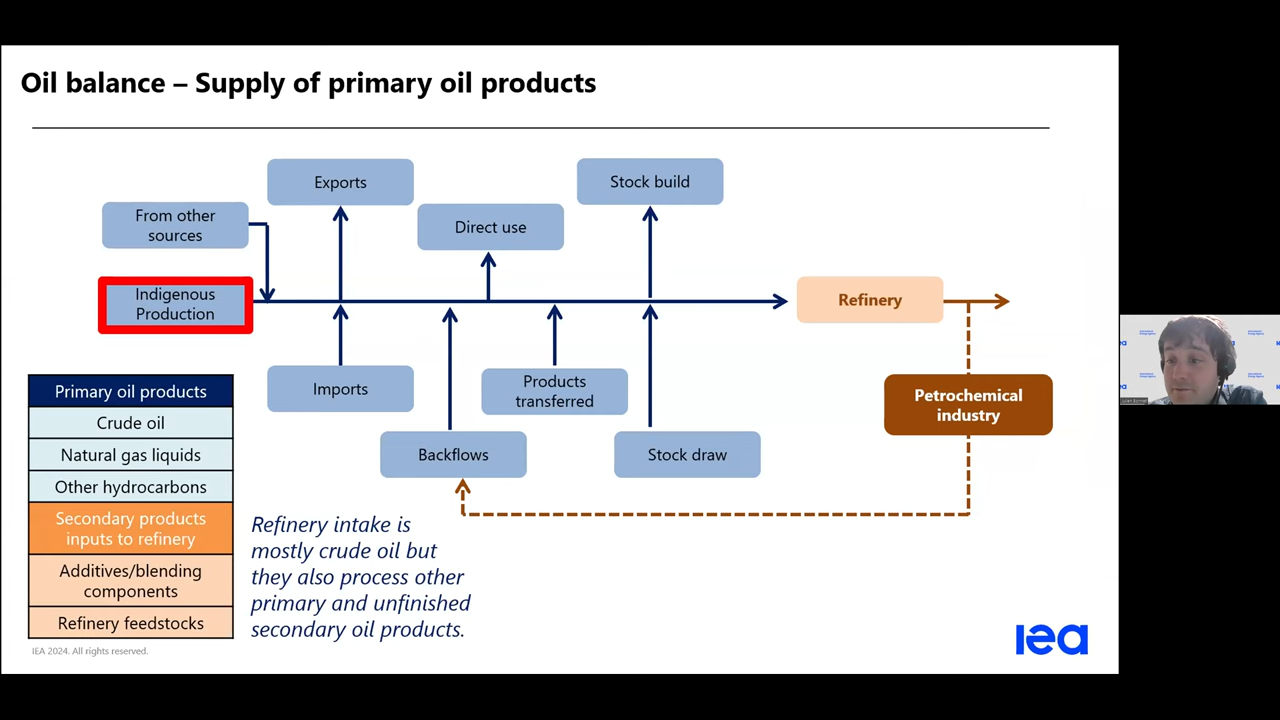 Oil balance – Supply of primary oil products
Exports
Stock build
From other
sources
Direct use
Indigenous
Production
Refinery
Imports
Products
transferred
Petrochemical
industry
Backflows
Stock draw
Primary oil products
Crude oil
Natural gas liquids
Other hydrocarbons
Secondary products
inputs to refinery
Additives/blending
components
Refinery feedstocks
Refinery intake is
mostly crude oil but
they also process other
primary and unfinished
secondary oil products.
IEA 2024. All rights reserved.
iea